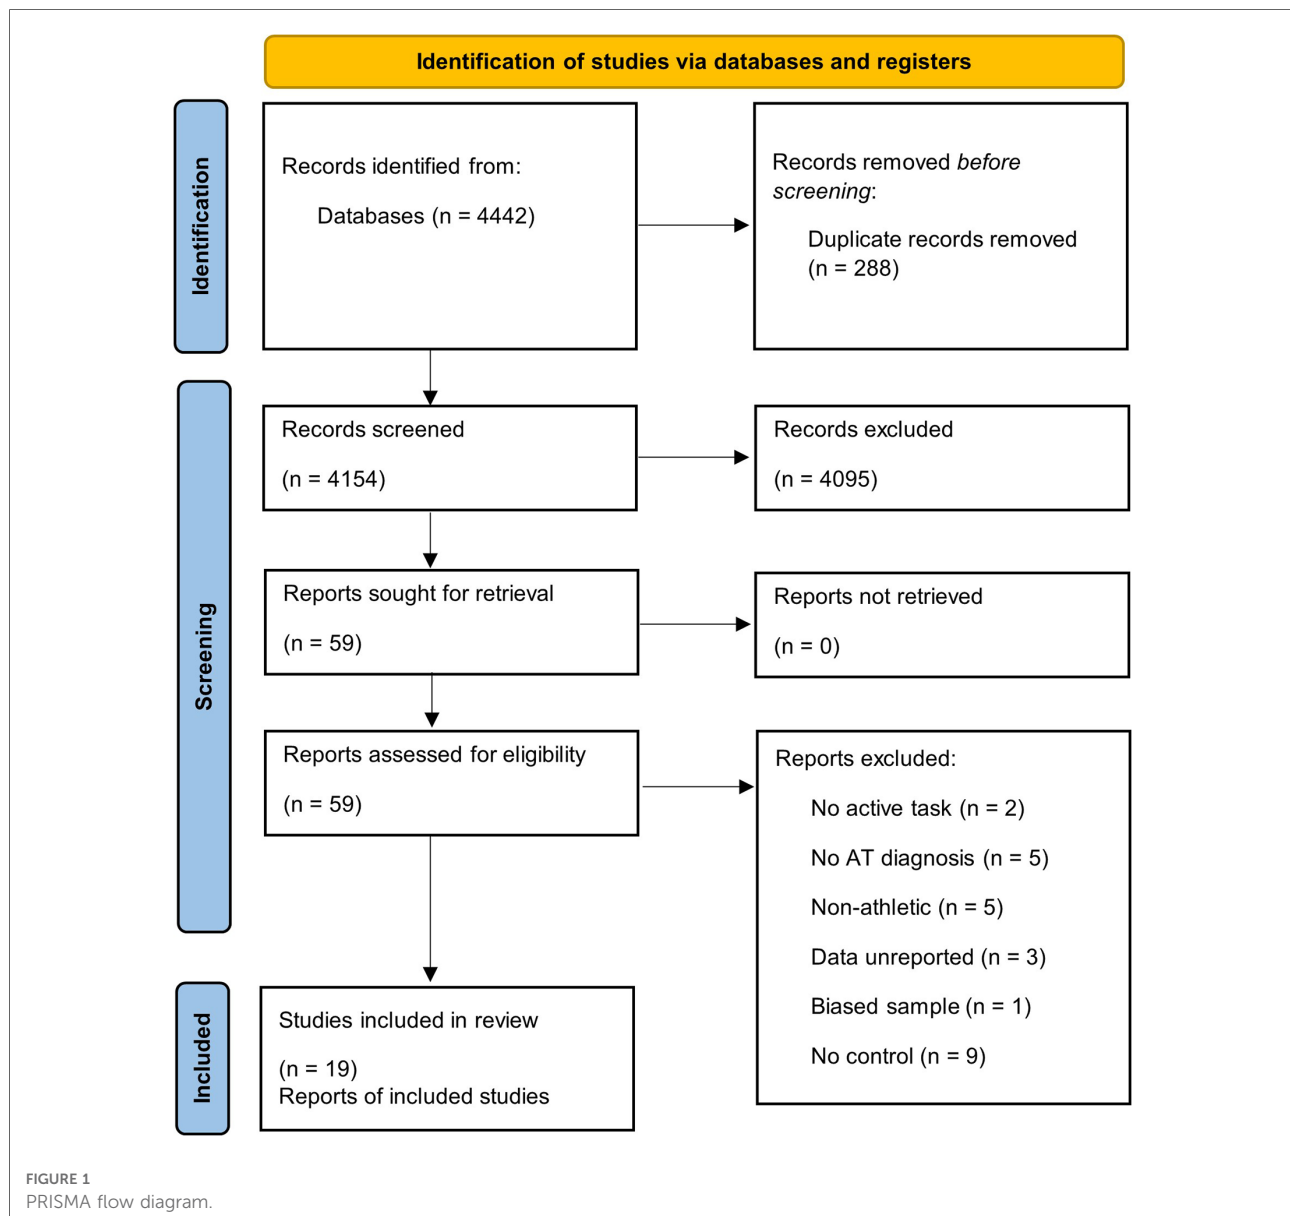 Identification of studies via databases and registers
Identification
Records identified from:
Databases (n = 4442)
Records removed before
screening:
Duplicate records removed
(n = 288)
Screening
Records screened
(n = 4154)
Records excluded
(n = 4095)
Reports sought for retrieval
(n = 59)
Reports not retrieved
(n = 0)
Reports assessed for eligibility
(n = 59)
Reports excluded:
No active task (n = 2)
No AT diagnosis (n = 5)
Non-athletic (n = 5)
Data unreported (n = 3)
Biased sample (n = 1)
No control (n = 9)
Included
Studies included in review
(n = 19)
Reports of included studies
FIGURE 1
PRISMA flow diagram.